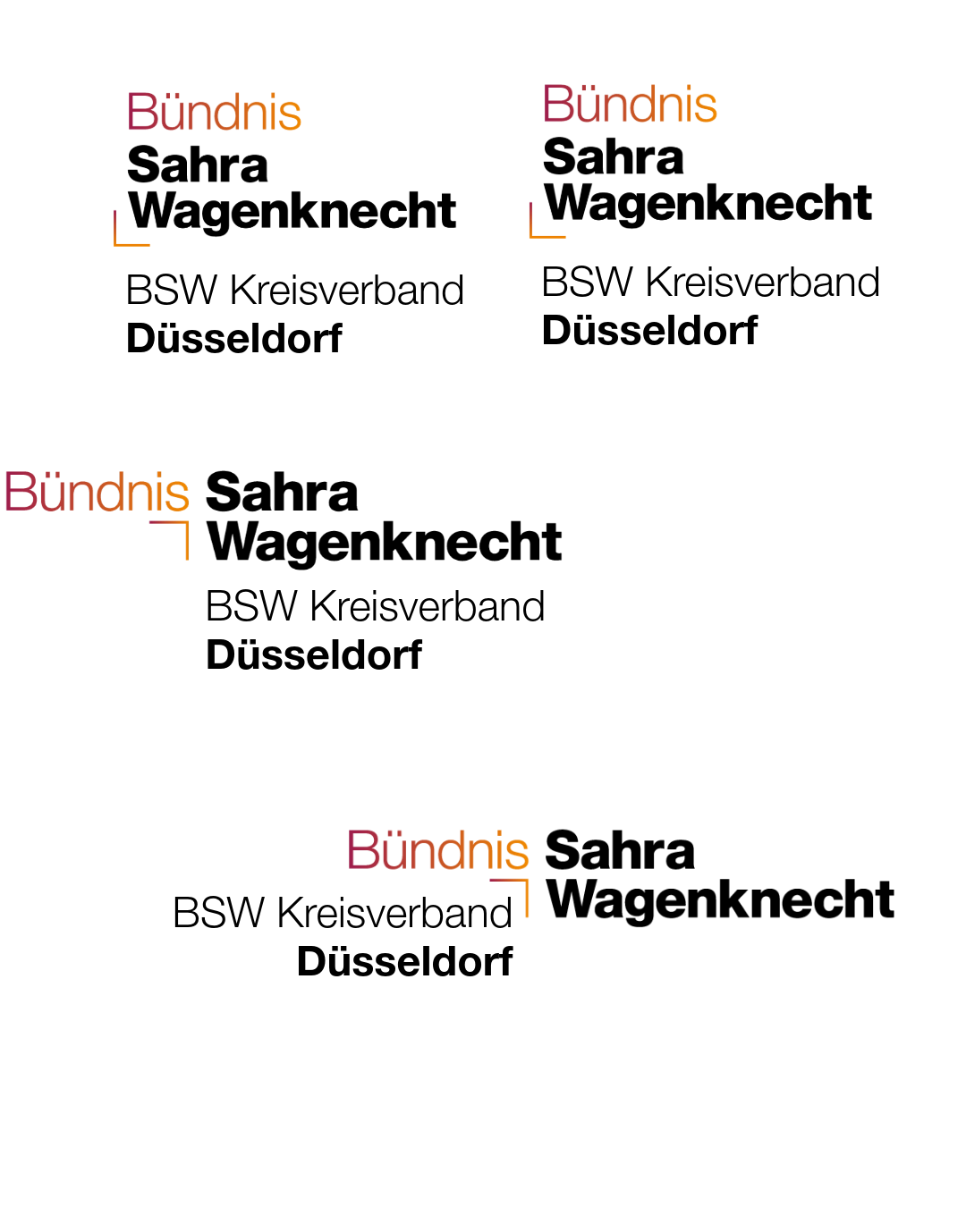 Bündnis
Sahra
Wagenknecht
BSW Kreisverband
Düsseldorf
Bündnis
Sahra
Wagenknecht
BSW Kreisverband
Düsseldorf
Bündnis Sahra
Wagenknecht
BSW Kreisverband
Düsseldorf
Bündnis Sahra
Wagenknecht
BSW Kreisverband
Düsseldorf